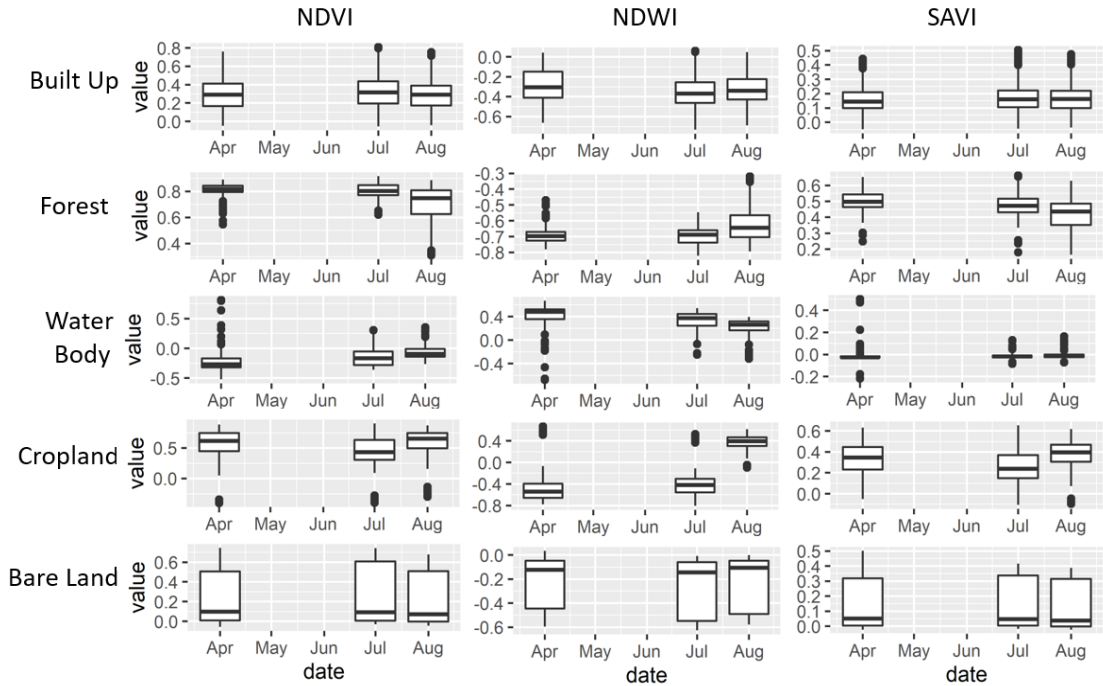 NDVI NDWI SAVI
Built Up value 0.8 0.6 0.4 0.2 0.0 0.0 -0.2 -0.4 -0.6 0.5 0.4 0.3 0.2 0.1 0.0
Apr May Jun Jul Aug Apr May Jun Jul Aug Apr May Jun Jul Aug
Forest value 0.8 0.6 0.4 -0.3 -0.4 -0.5 -0.6 -0.7 -0.8 0.6 0.5 0.4 0.3 0.2
Apr May Jun Jul Aug Apr May Jun Jul Aug Apr May Jun Jul Aug
Water
Body value 0.5 0.0 -0.5 0.4 0.0 -0.4 0.4 0.2 0.0 -0.2
Apr May Jun Jul Aug Apr May Jun Jul Aug Apr May Jun Jul Aug
Cropland value 0.5 0.0 0.4 0.0 -0.4 -0.8 0.6 0.4 0.2 0.0
Apr May Jun Jul Aug Apr May Jun Jul Aug Apr May Jun Jul Aug
Bare Land value 0.6 0.4 0.2 0.0 0.0 -0.2 -0.4 -0.6 0.5 0.4 0.3 0.2 0.1 0.0
Apr May Jun Jul Aug Apr May Jun Jul Aug Apr May Jun Jul Aug
date date date